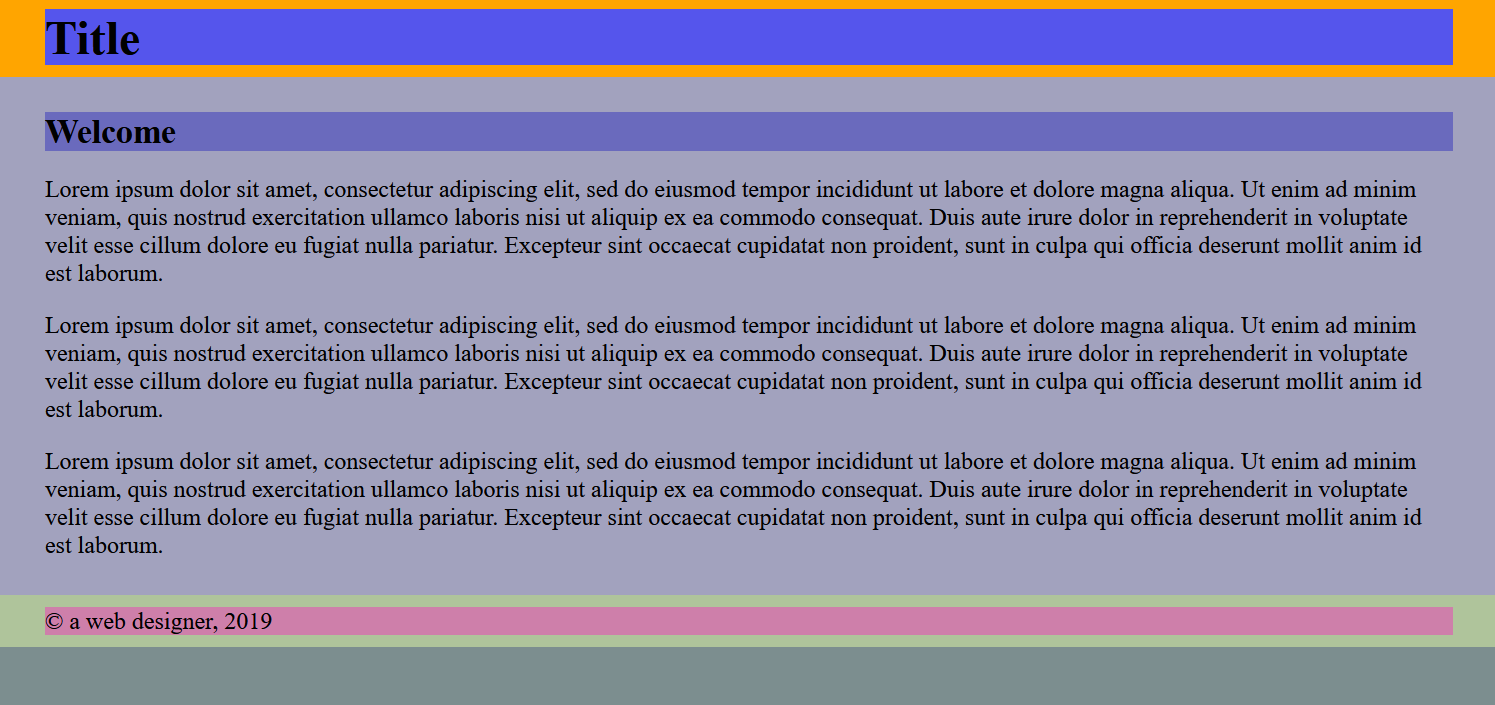 Title
Welcome
Lorem ipsum dolor sit amet, consectetur adipiscing elit, sed do eiusmod tempor incididunt ut labore et dolore magna aliqua. Ut enim ad minim
veniam, quis nostrud exercitation ullamco laboris nisi ut aliquip ex ea commodo consequat. Duis aute irure dolor in reprehenderit in voluptate
velit esse cillum dolore eu fugiat nulla pariatur. Excepteur sint occaecat cupidatat non proident, sunt in culpa qui officia deserunt mollit anim id
est laborum.
Lorem ipsum dolor sit amet, consectetur adipiscing elit, sed do eiusmod tempor incididunt ut labore et dolore magna aliqua. Ut enim ad minim
veniam, quis nostrud exercitation ullamco laboris nisi ut aliquip ex ea commodo consequat. Duis aute irure dolor in reprehenderit in voluptate
velit esse cillum dolore eu fugiat nulla pariatur. Excepteur sint occaecat cupidatat non proident, sunt in culpa qui officia deserunt mollit anim id
est laborum.
Lorem ipsum dolor sit amet, consectetur adipiscing elit, sed do eiusmod tempor incididunt ut labore et dolore magna aliqua. Ut enim ad minim
veniam, quis nostrud exercitation ullamco laboris nisi ut aliquip ex ea commodo consequat. Duis aute irure dolor in reprehenderit in voluptate
velit esse cillum dolore eu fugiat nulla pariatur. Excepteur sint occaecat cupidatat non proident, sunt in culpa qui officia deserunt mollit anim id
est laborum.
© a web designer, 2019